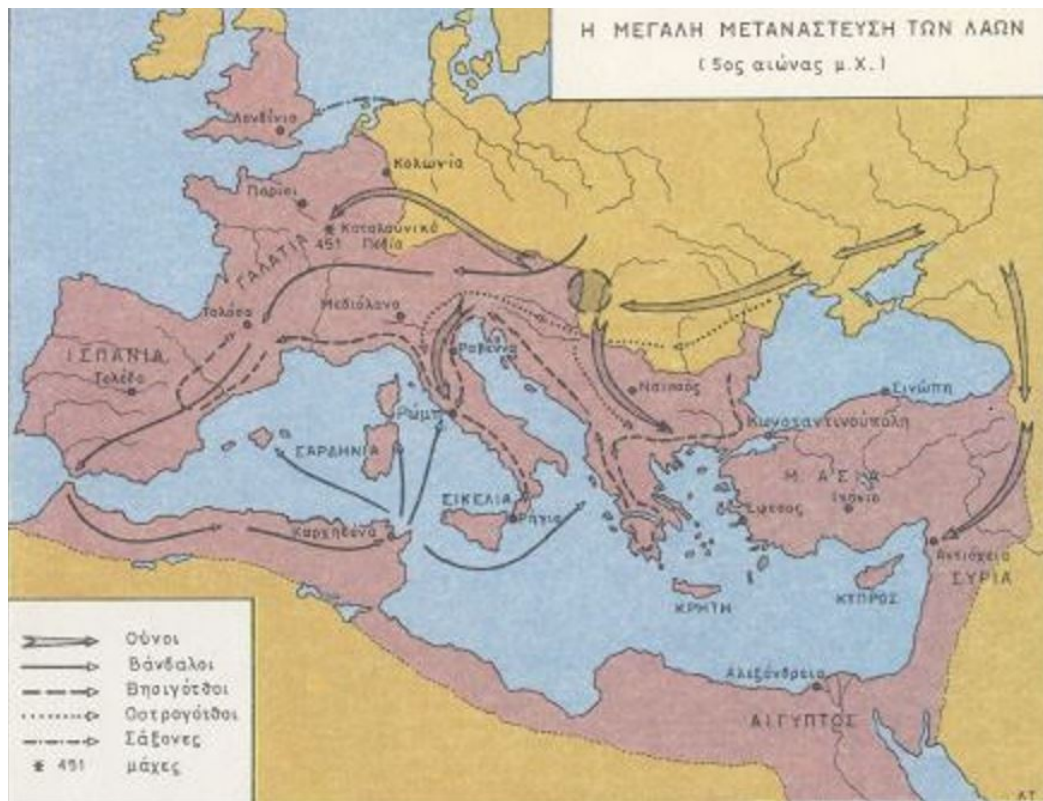 Η ΜΕΓΑΛΗ ΜΕΤΑΝΑΣΤΕΥΣΗ ΤΩΝ ΛΑΩΝ
(5ος αιώνας μ.Χ.)
Λονδίνιο
Κολωνία
Παρίσι
Καταλαυνικά
Πεδία
451
ΓΑΛΑΤΙΑ
Μεδιόλανο
Τολόσα
Ραβέννα
ΙΣΠΑΝΙΑ
Τολέδο
Ναϊσσός
Σινώπη
Ρώμη
Κωνσταντινούπολη
ΣΑΡΔΗΝΙΑ
Μ. ΑΣΙΑ
Ικόνιο
ΣΙΚΕΛΙΑ
Ρήγιο
Έφεσος
Καρχηδόνα
Αντιόχεια
ΣΥΡΙΑ
ΚΡΗΤΗ
ΚΥΠΡΟΣ
Αλεξάνδρεια
ΑΙΓΥΠΤΟΣ
Ούνοι
Βάνδαλοι
Βησιγότθοι
Οστρογότθοι
Σάξονες
* 451 μάχες